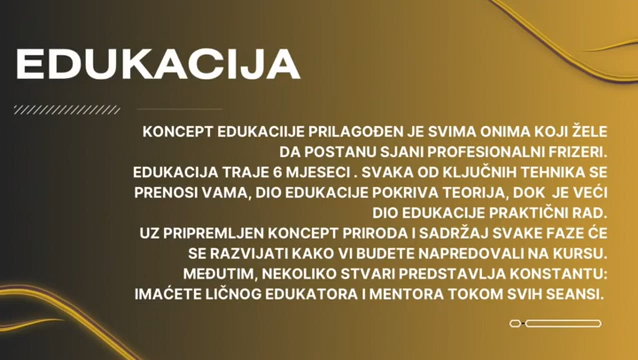 EDUKACIJA
KONCEPT EDUKACIIJE PRILAGOĐEN JE SVIMA ONIMA KOJI ŽELE
DA POSTANU SJANI PROFESIONALNI FRIZERI.
EDUKACIJA TRAJE 6 MJESECI . SVAKA OD KLJUČNIH TEHNIKA SE
PRENOSI VAMA, DIO EDUKACIJE POKRIVA TEORIJA, DOK  JE VEĆI
DIO EDUKACIJE PRAKTIČNI RAD.
UZ PRIPREMLJEN KONCEPT PRIRODA I SADRŽAJ SVAKE FAZE ĆE
SE RAZVIJATI KAKO VI BUDETE NAPREDOVALI NA KURSU.
MEĐUTIM, NEKOLIKO STVARI PREDSTAVLJA KONSTANTU:
IMAĆETE LIČNOG EDUKATORA I MENTORA TOKOM SVIH SEANSI.